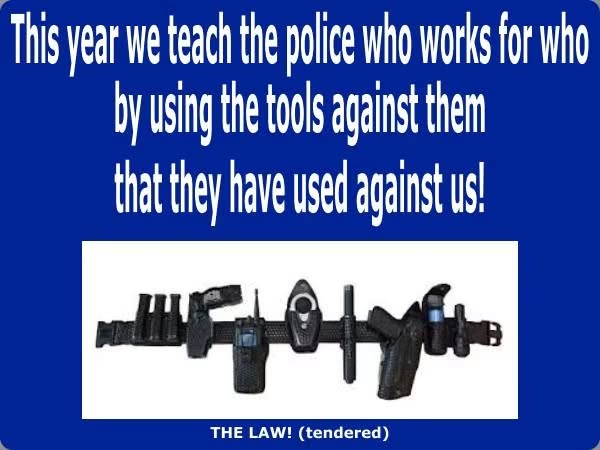 This year we teach the police who works for who
by using the tools against them
that they have used against us!
THE LAW! (tendered)